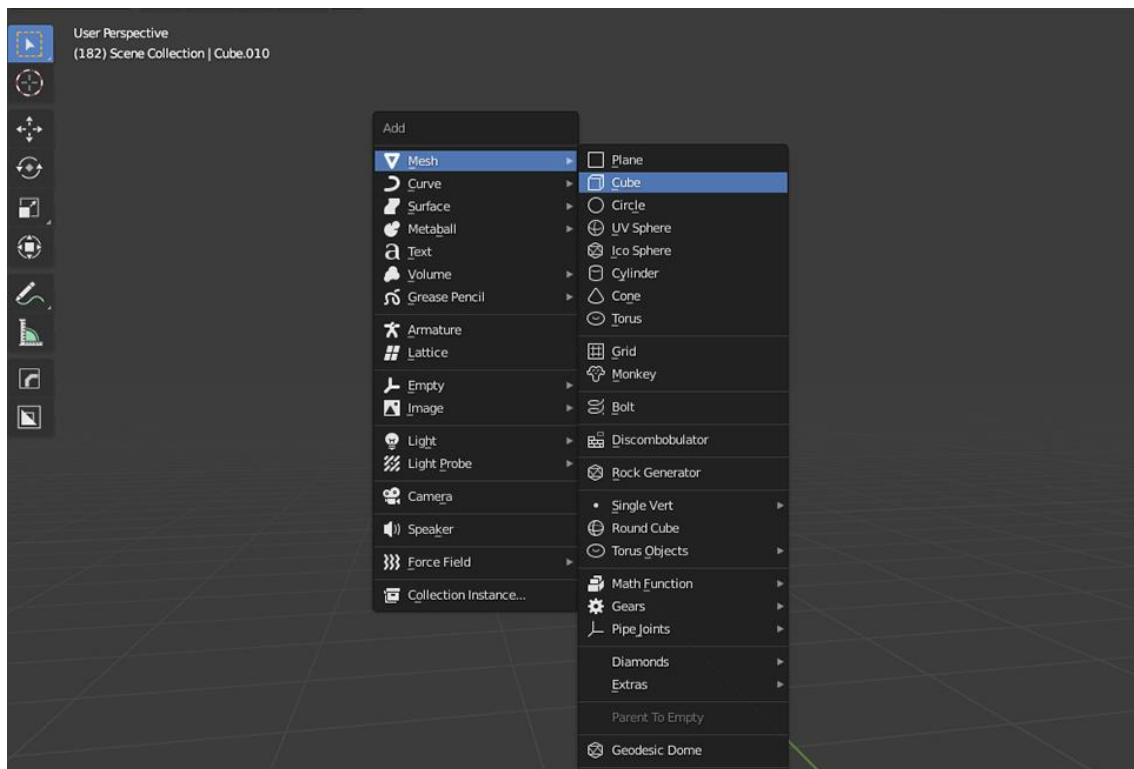 User Perspective
(182) Scene Collection | Cube.010
Add
Mesh
Curve
Surface
Metaball
Text
Volume
Grease Pencil
Armature
Lattice
Empty
Image
Light
Light Probe
Camera
Speaker
Force Field
Collection Instance...
Plane
Cube
Circle
UV Sphere
Ico Sphere
Cylinder
Cone
Torus
Grid
Monkey
Bolt
Discombobulator
Rock Generator
Single Vert
Round Cube
Torus Objects
Math Function
Gears
Pipe Joints
Diamonds
Extras
Parent To Empty
Geodesic Dome